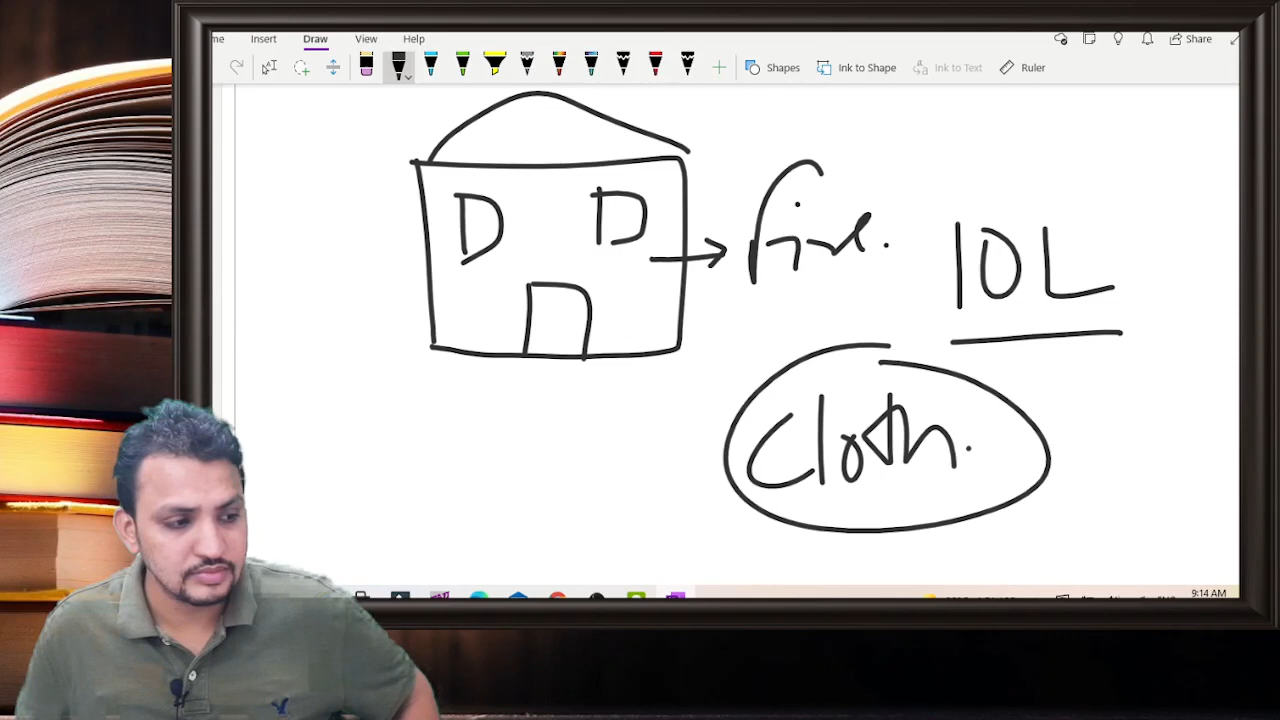 me Insert Draw View Help Share
Shapes Ink to Shape Ink to Text Ruler
D D
Fire.
10L
Cloth.
9:14 AM